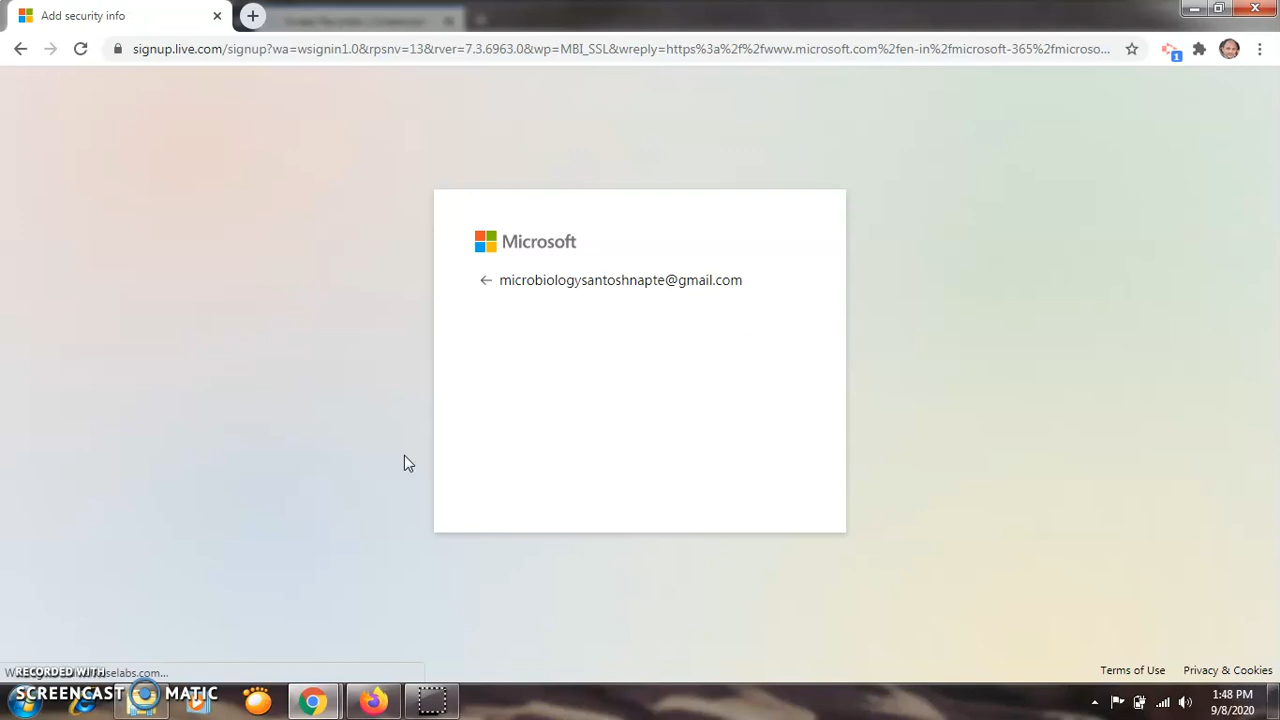 Add security info
signup.live.com/signup?wa=wsignin1.0&rpsnv=13&rver=7.3.6963.0&wp=MBI_SSL&wreply=https%3a%2f%2fwww.microsoft.com%2fen-in%2fmicrosoft-365%2fmicroso...
1
Microsoft
← microbiologysantoshnapte@gmail.com
Terms of Use Privacy & Cookies
RECORDED WITH
SCREENCAST MATIC
1:48 PM
9/8/2020